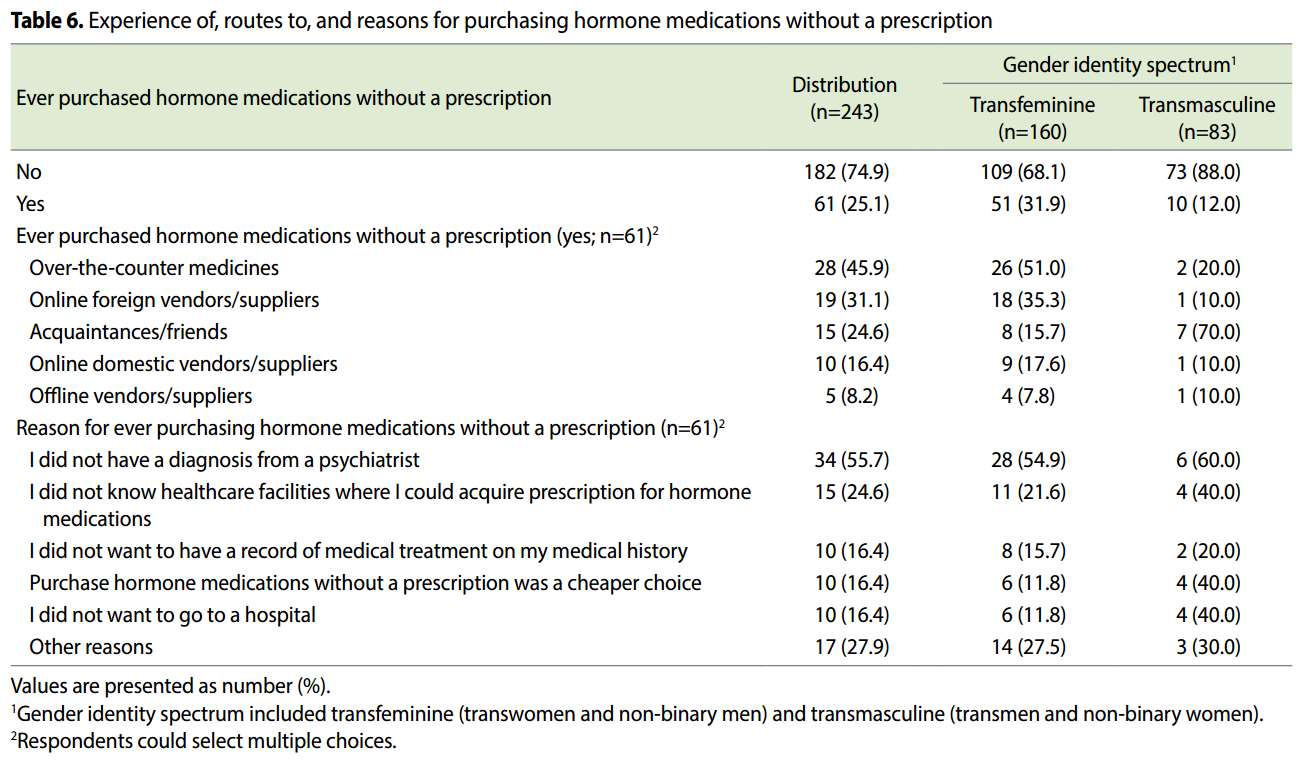 Table 6. Experience of, routes to, and reasons for purchasing hormone medications without a prescription
Ever purchased hormone medications without a prescription Distribution (n=243) Gender identity spectrum1
Transfeminine (n=160) Transmasculine (n=83)
No 182 (74.9) 109 (68.1) 73 (88.0)
Yes 61 (25.1) 51 (31.9) 10 (12.0)
Ever purchased hormone medications without a prescription (yes; n=61)2
Over-the-counter medicines 28 (45.9) 26 (51.0) 2 (20.0)
Online foreign vendors/suppliers 19 (31.1) 18 (35.3) 1 (10.0)
Acquaintances/friends 15 (24.6) 8 (15.7) 7 (70.0)
Online domestic vendors/suppliers 10 (16.4) 9 (17.6) 1 (10.0)
Offline vendors/suppliers 5 (8.2) 4 (7.8) 1 (10.0)
Reason for ever purchasing hormone medications without a prescription (n=61)2
I did not have a diagnosis from a psychiatrist 34 (55.7) 28 (54.9) 6 (60.0)
I did not know healthcare facilities where I could acquire prescription for hormone 15 (24.6) 11 (21.6) 4 (40.0)
medications
I did not want to have a record of medical treatment on my medical history 10 (16.4) 8 (15.7) 2 (20.0)
Purchase hormone medications without a prescription was a cheaper choice 10 (16.4) 6 (11.8) 4 (40.0)
I did not want to go to a hospital 10 (16.4) 6 (11.8) 4 (40.0)
Other reasons 17 (27.9) 14 (27.5) 3 (30.0)
Values are presented as number (%).
1Gender identity spectrum included transfeminine (transwomen and non-binary men) and transmasculine (transmen and non-binary women).
2Respondents could select multiple choices.